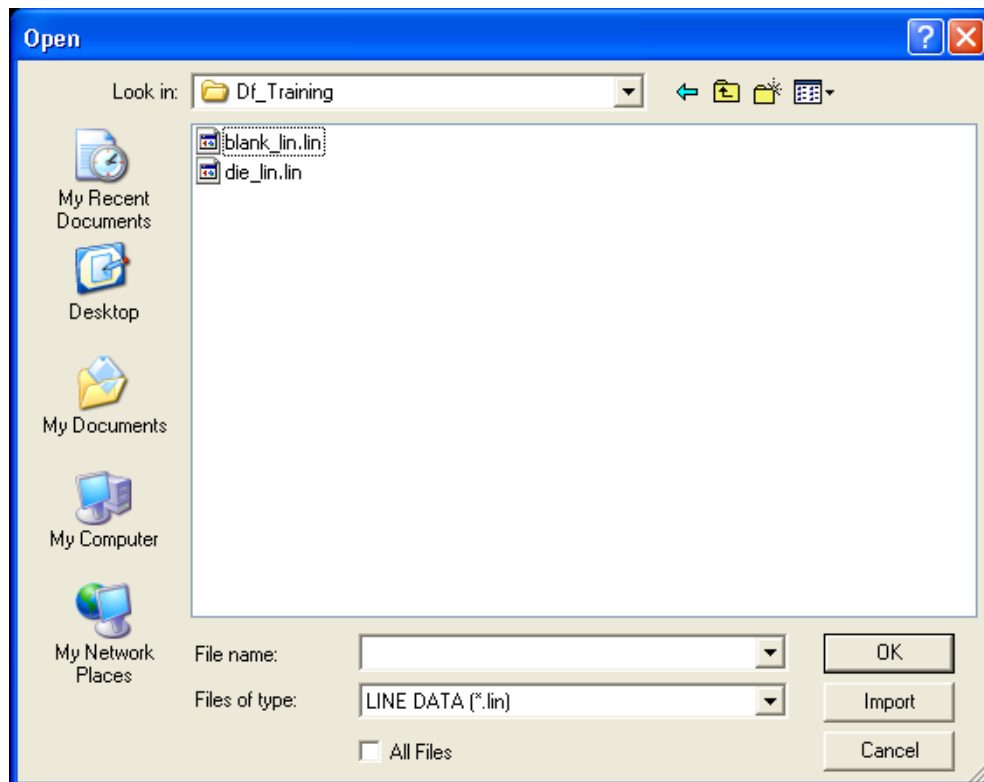 Open
Look in:
Df_Training
blank_lin.lin
die_lin.lin
My Recent
Documents
Desktop
My Documents
My Computer
My Network
Places
File name:
OK
Files of type:
LINE DATA (*.lin)
Import
All Files
Cancel